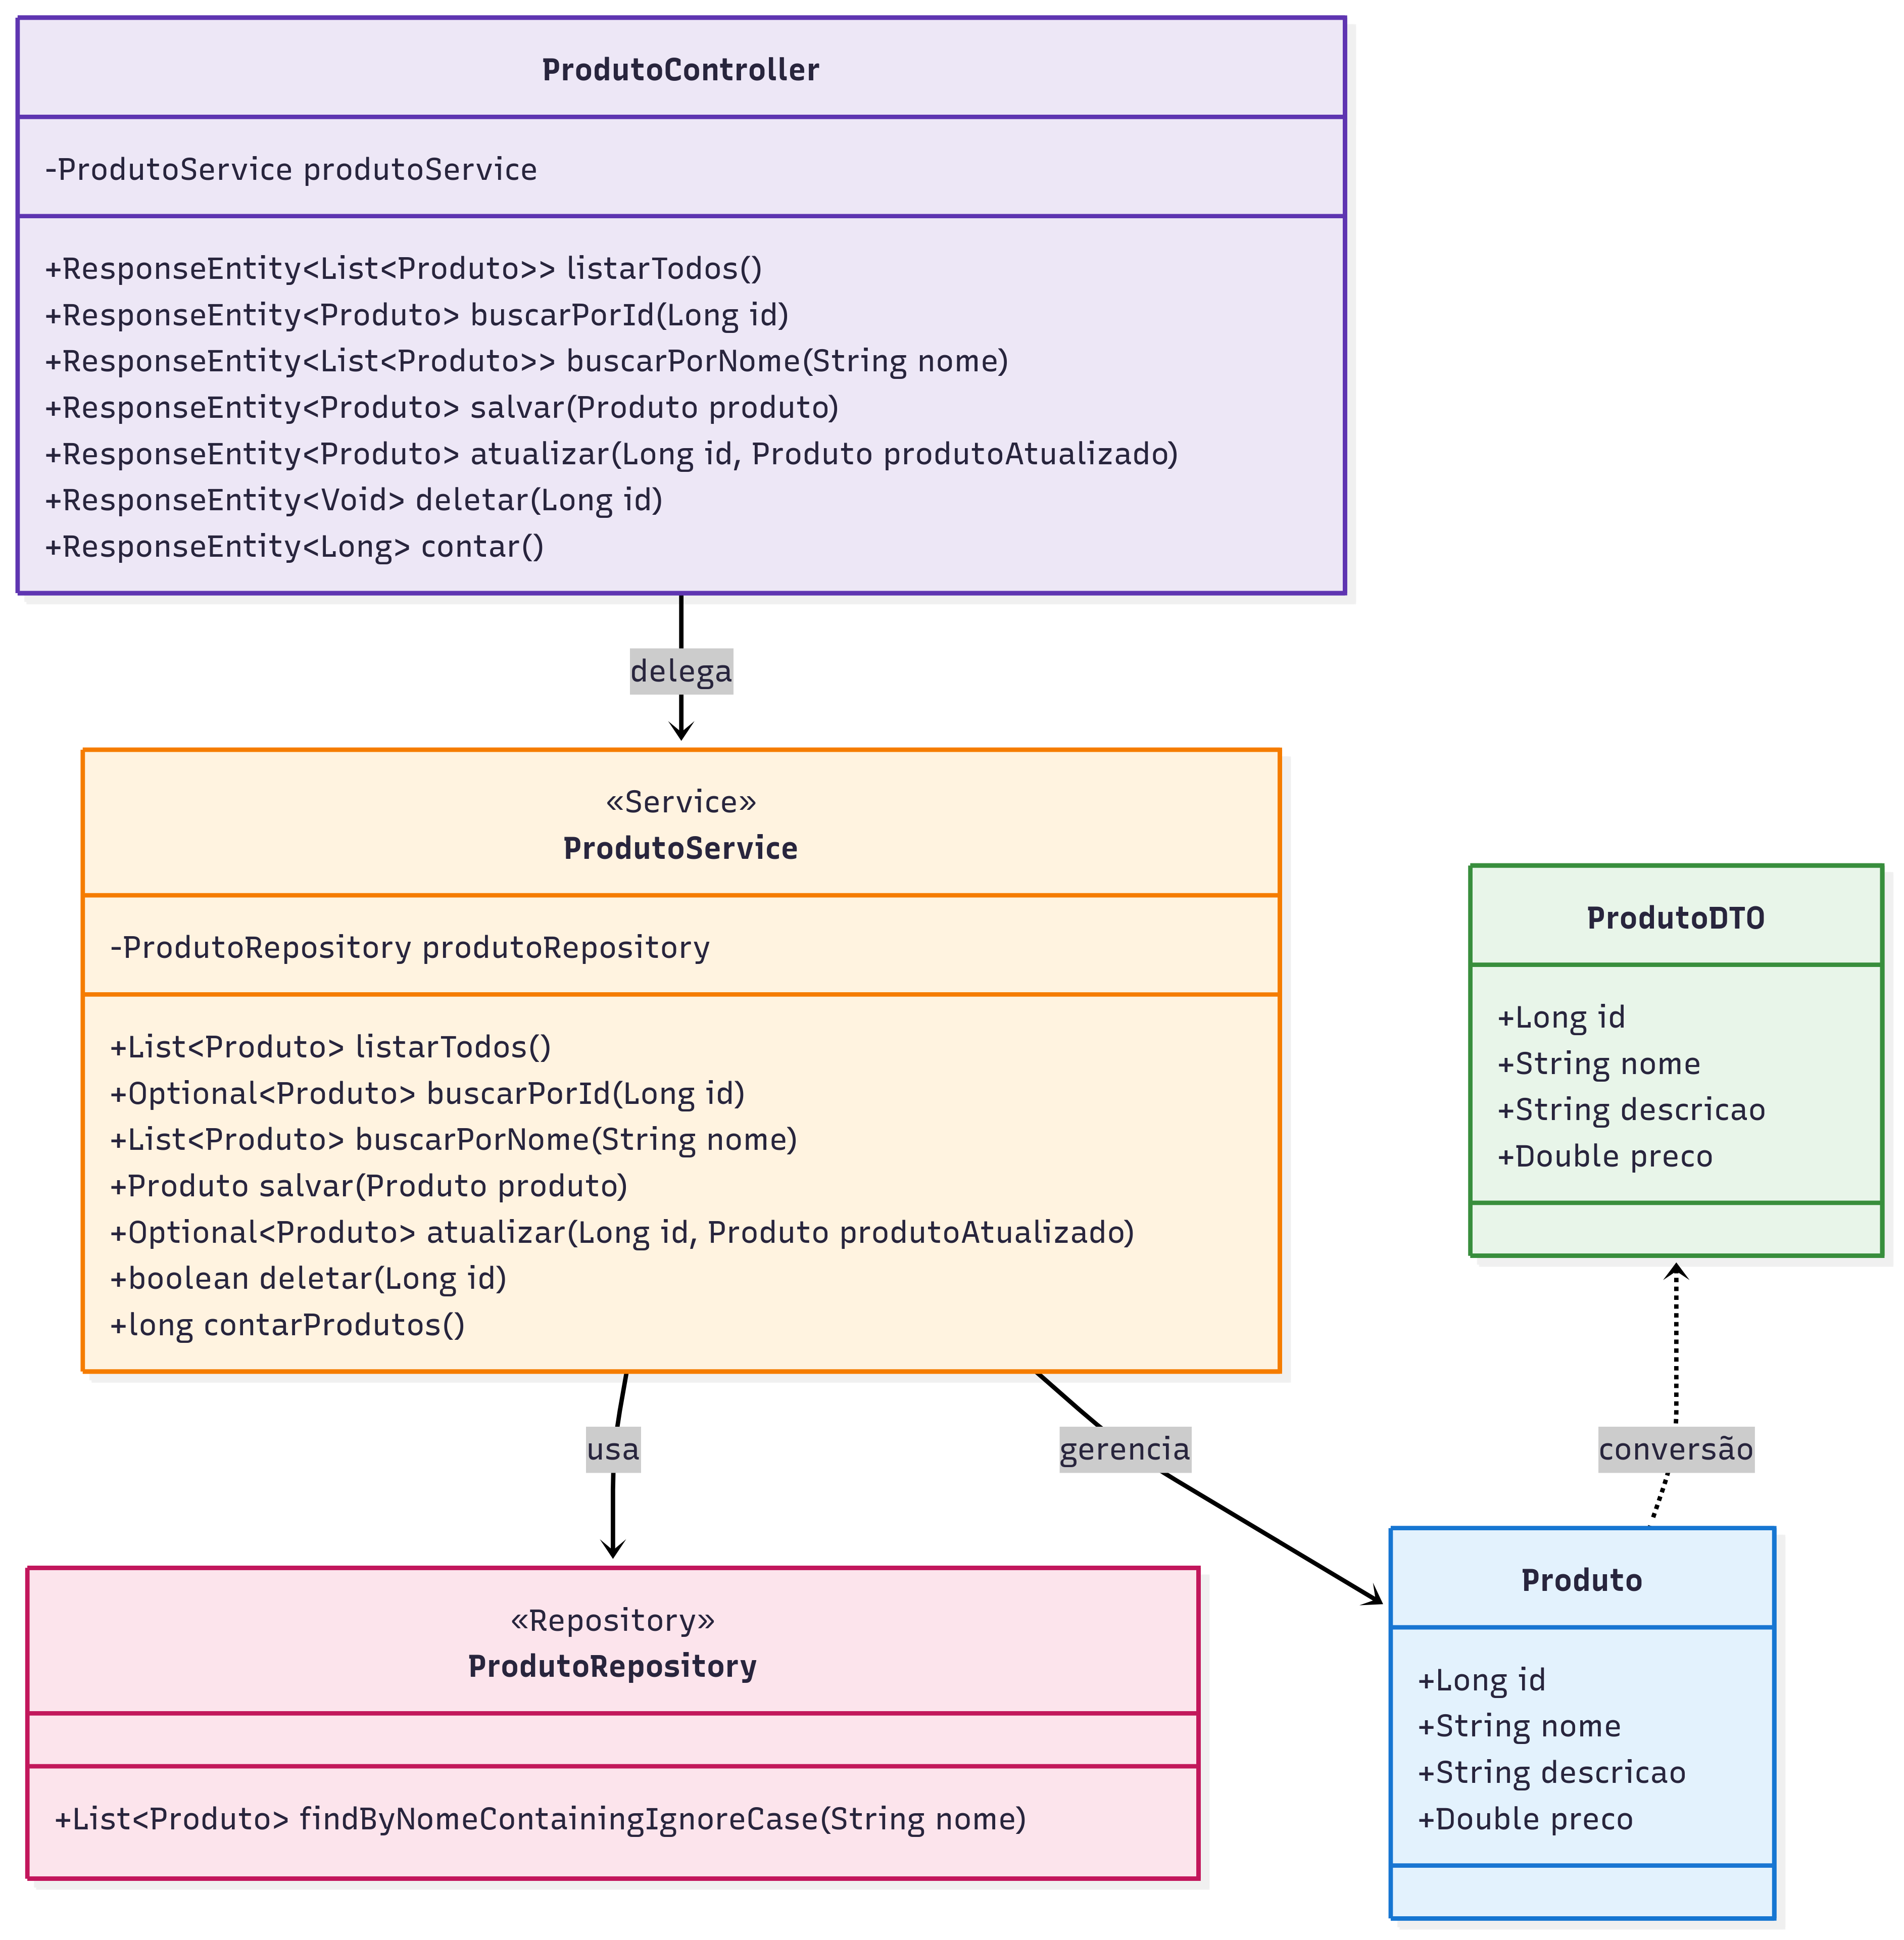 ProdutoController
-ProdutoService produtoService
+ResponseEntity<List<Produto>> listarTodos()
+ResponseEntity<Produto> buscarPorId(Long id)
+ResponseEntity<List<Produto>> buscarPorNome(String nome)
+ResponseEntity<Produto> salvar(Produto produto)
+ResponseEntity<Produto> atualizar(Long id, Produto produtoAtualizado)
+ResponseEntity<Void> deletar(Long id)
+ResponseEntity<Long> contar()
delega
«Service»
ProdutoService
-ProdutoRepository produtoRepository
+List<Produto> listarTodos()
+Optional<Produto> buscarPorId(Long id)
+List<Produto> buscarPorNome(String nome)
+Produto salvar(Produto produto)
+Optional<Produto> atualizar(Long id, Produto produtoAtualizado)
+boolean deletar(Long id)
+long contarProdutos()
ProdutoDTO
+Long id
+String nome
+String descricao
+Double preco
usa
gerencia
conversão
«Repository»
ProdutoRepository
+List<Produto> findByNomeContainingIgnoreCase(String nome)
Produto
+Long id
+String nome
+String descricao
+Double preco